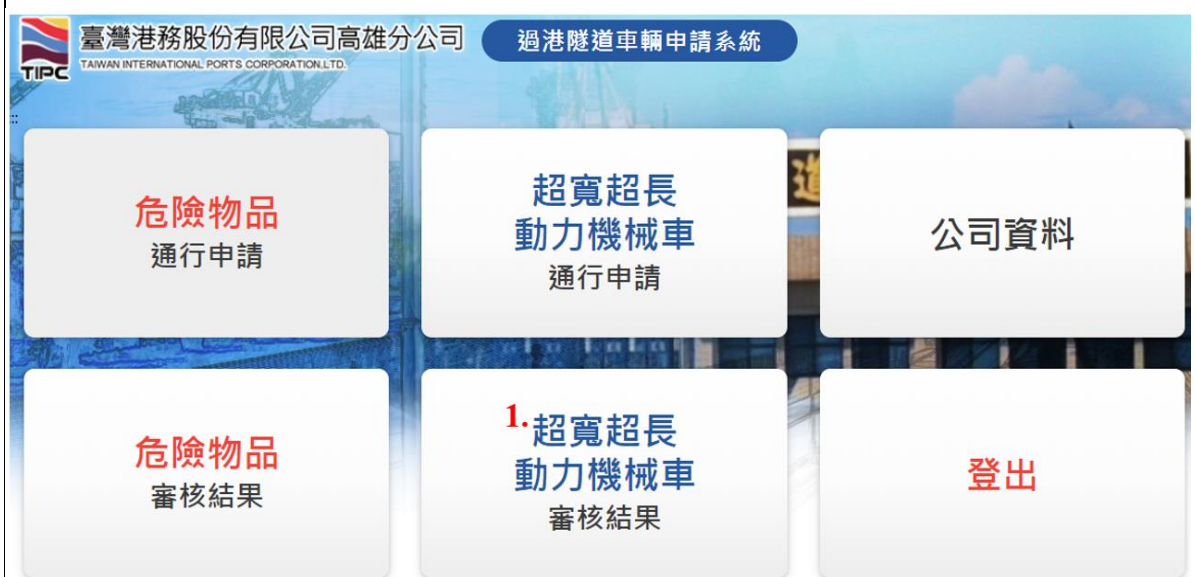 臺灣港務股份有限公司高雄分公司
TAIWAN INTERNATIONAL PORTS CORPORATION,LTD.
TIPC
過港隧道車輛申請系統
危險物品
通行申請
超寬超長
動力機械車
通行申請
公司資料
危險物品
審核結果
1.超寬超長
動力機械車
審核結果
登出